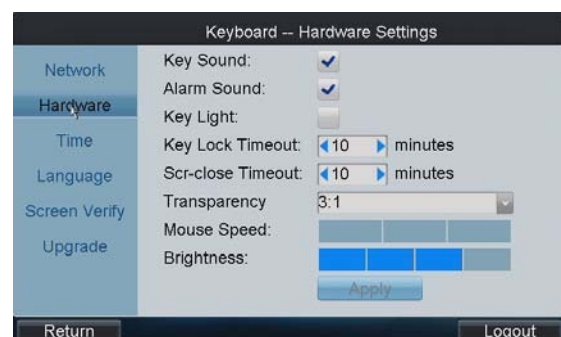 Keyboard -- Hardware Settings
Network
Hardware
Time
Language
Screen Verify
Upgrade
Key Sound:
Alarm Sound:
Key Light:
Key Lock Timeout: 10 minutes
Scr-close Timeout: 10 minutes
Transparency 3:1
Mouse Speed:
Brightness:
Apply
Return
Logout